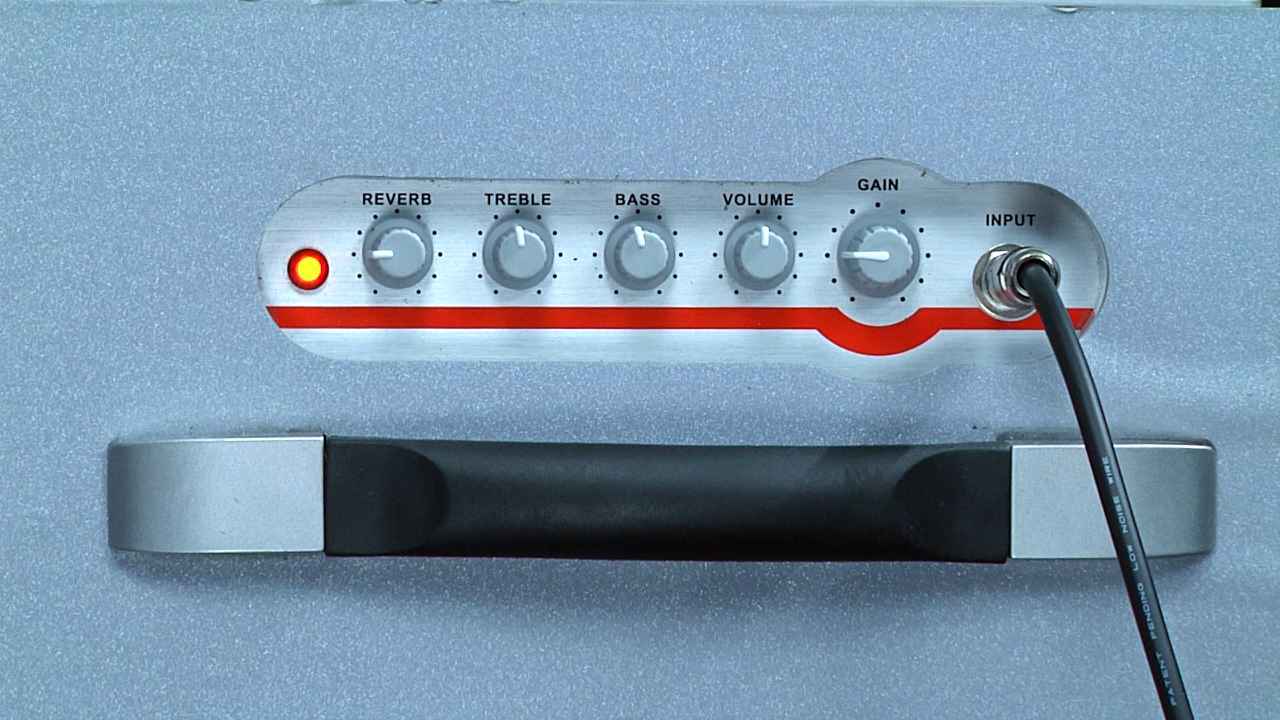 REVERB
TREBLE
BASS
VOLUME
GAIN
INPUT
PATENT PENDING LOW NOISE WIRE